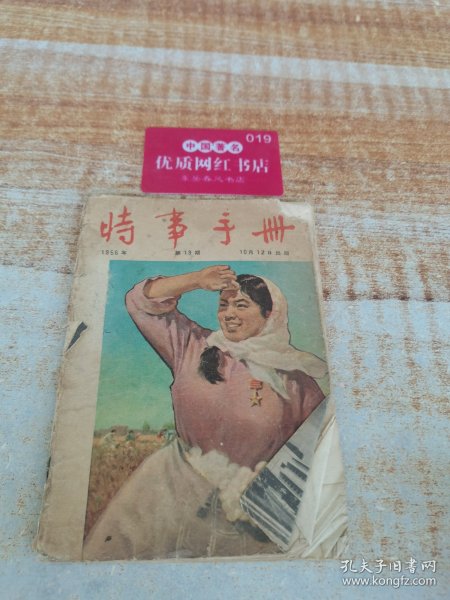 019
中国著名
优质网红书店
時事手冊
1956年 第19期 10月12日出版
孔夫子旧书网
www.kongfz.com